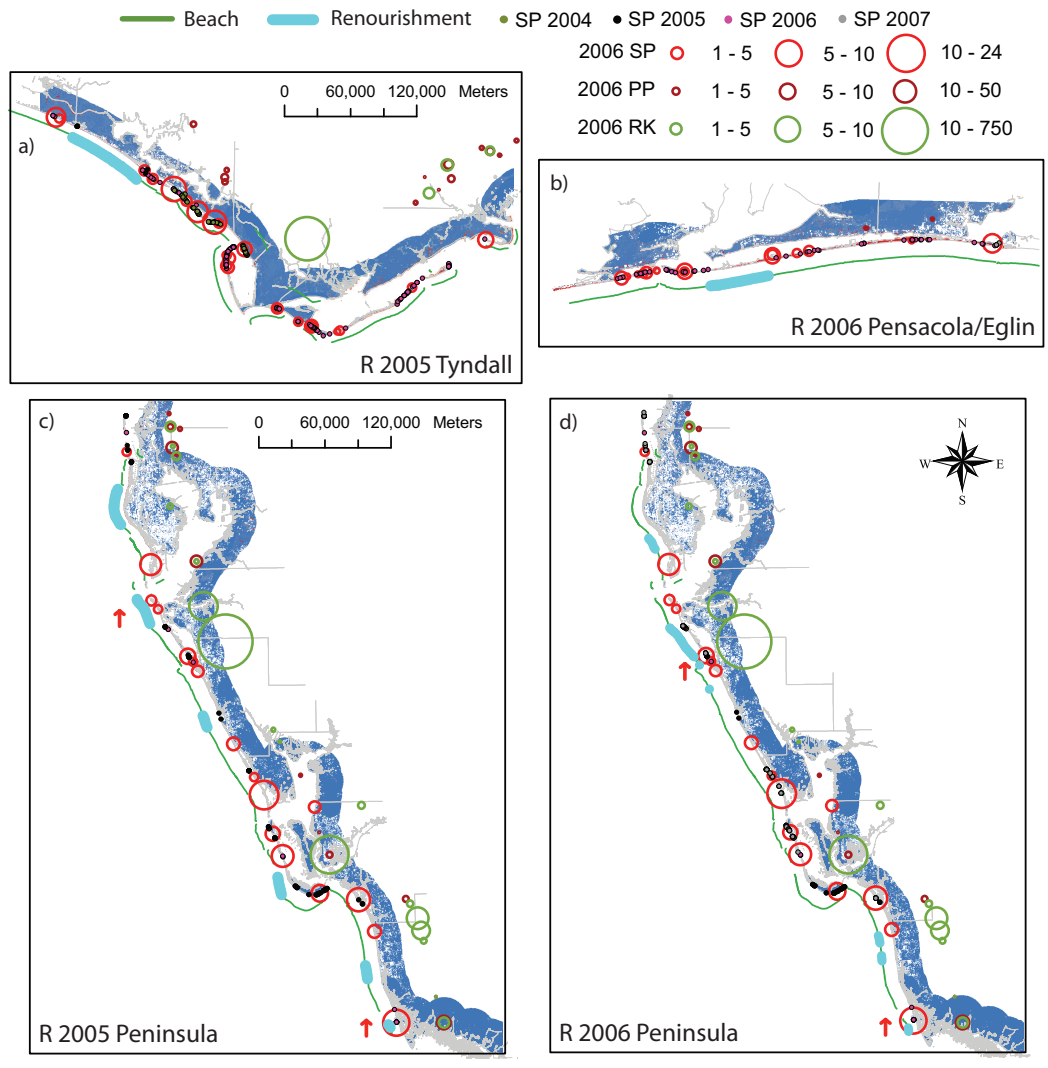 Beach Renourishment SP 2004 SP 2005 SP 2006 SP 2007
2006 SP 1 - 5 5 - 10 10 - 24
2006 PP 1 - 5 5 - 10 10 - 50
2006 RK 1 - 5 5 - 10 10 - 750
a)
0 60,000 120,000 Meters
R 2005 Tyndall
b)
R 2006 Pensacola/Eglin
c)
0 60,000 120,000 Meters
R 2005 Peninsula
d)
N
W E
S
R 2006 Peninsula